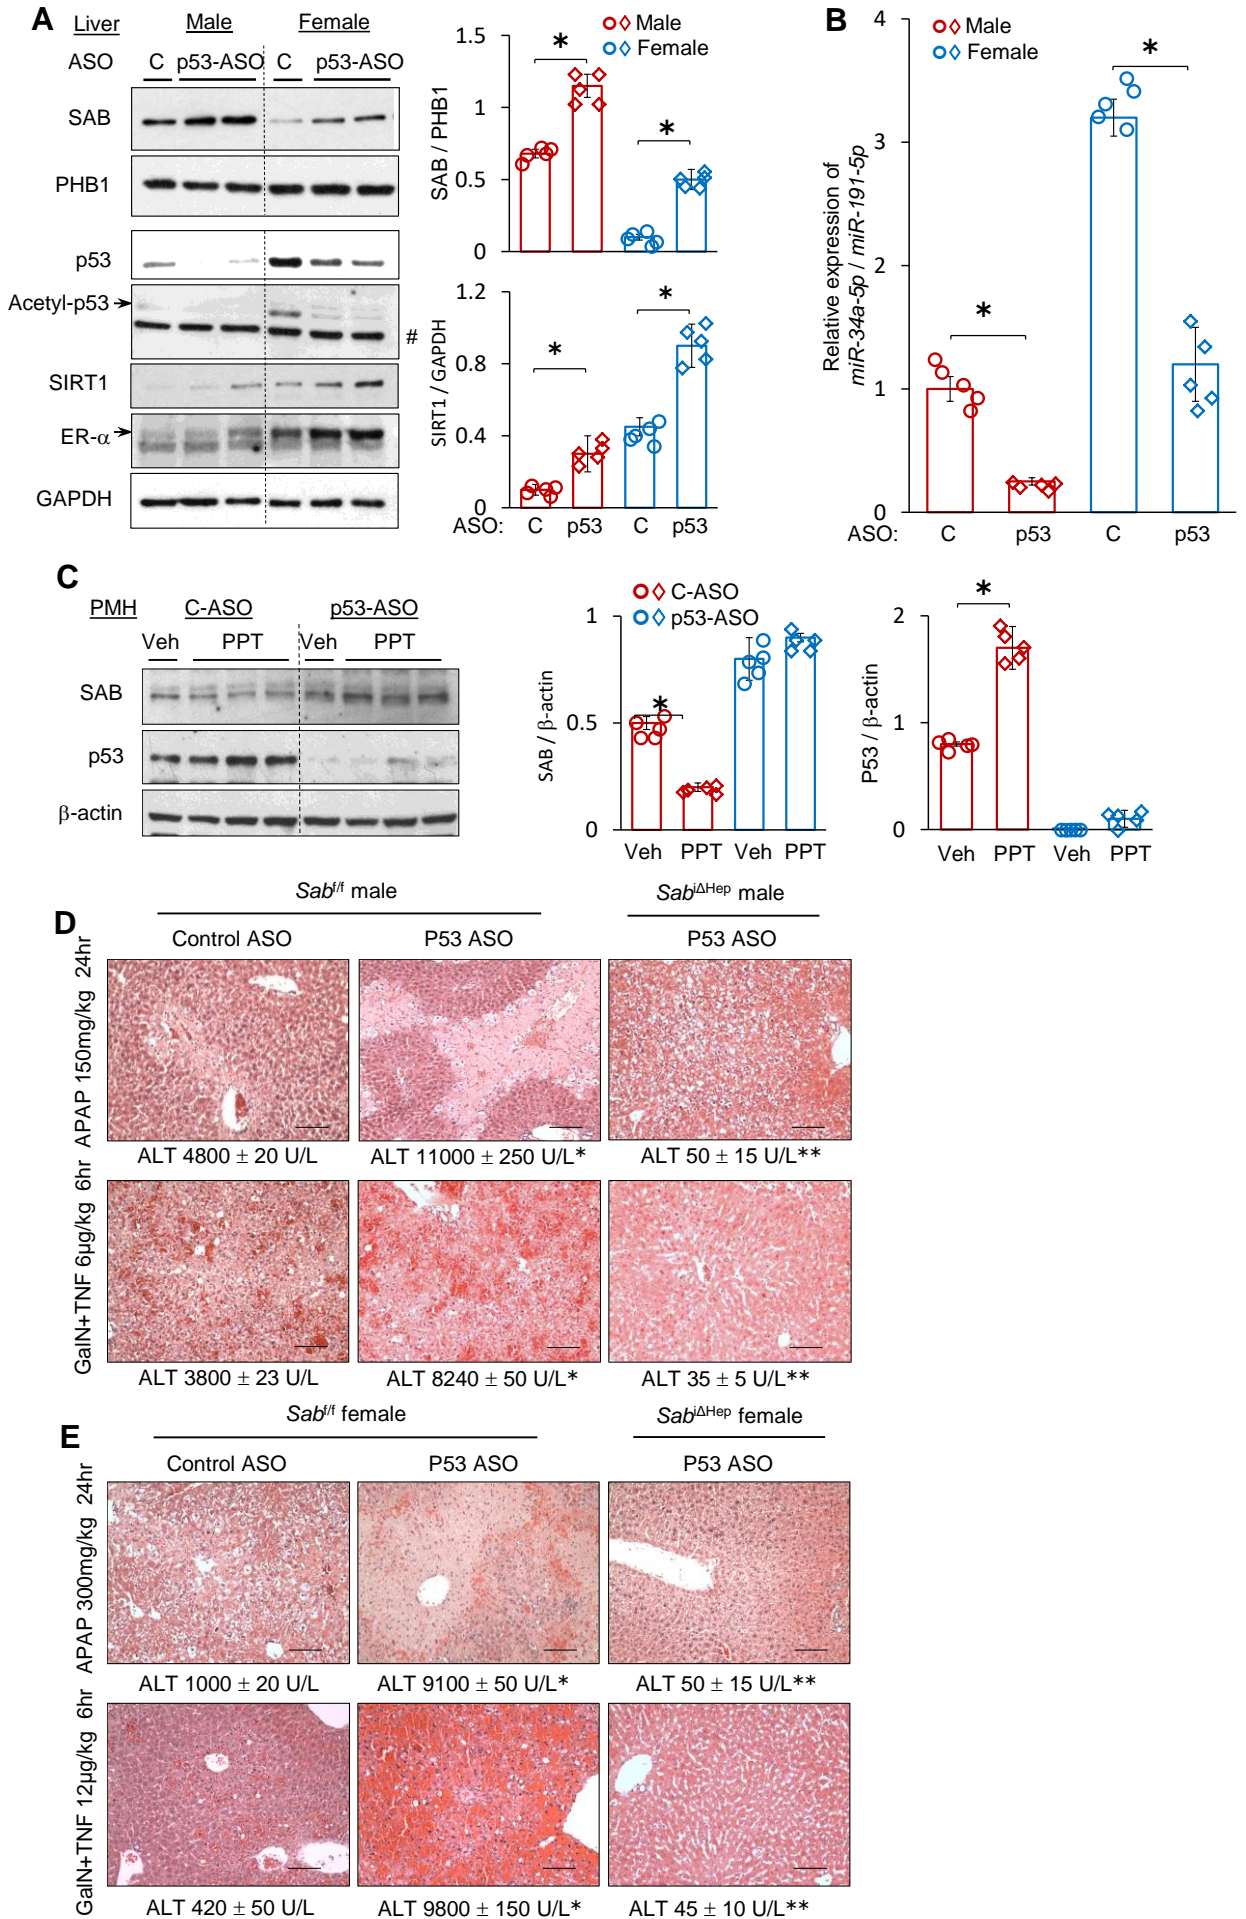 A
Liver
Male
Female
ASO
C
p53-ASO
C
p53-ASO
SAB
PHB1
p53
Acetyl-p53
#
SIRT1
ER-α
GAPDH
Male
Female
SAB / PHB1
1.5
1
0.5
0
*
*
SIRT1 / GAPDH
1.2
0.8
0.4
0
*
*
ASO:
C
p53
C
p53
B
Male
Female
Relative expression of
miR-34a-5p / miR-191-5p
4
3
2
1
0
*
*
ASO:
C
p53
C
p53
C
PMH
C-ASO
p53-ASO
Veh
PPT
Veh
PPT
SAB
p53
β-actin
C-ASO
p53-ASO
SAB / β-actin
1
0.5
0
*
Veh
PPT
Veh
PPT
P53 / β-actin
2
1
0
*
Veh
PPT
Veh
PPT
D
Sab^f/f male
Sab^iΔHep male
Control ASO
P53 ASO
P53 ASO
APAP 150mg/kg 24hr
ALT 4800 ± 20 U/L
ALT 11000 ± 250 U/L*
ALT 50 ± 15 U/L**
GalN+TNF 6μg/kg 6hr
ALT 3800 ± 23 U/L
ALT 8240 ± 50 U/L*
ALT 35 ± 5 U/L**
E
Sab^f/f female
Sab^iΔHep female
Control ASO
P53 ASO
P53 ASO
APAP 300mg/kg 24hr
ALT 1000 ± 20 U/L
ALT 9100 ± 50 U/L*
ALT 50 ± 15 U/L**
GalN+TNF 12μg/kg 6hr
ALT 420 ± 50 U/L
ALT 9800 ± 150 U/L*
ALT 45 ± 10 U/L**